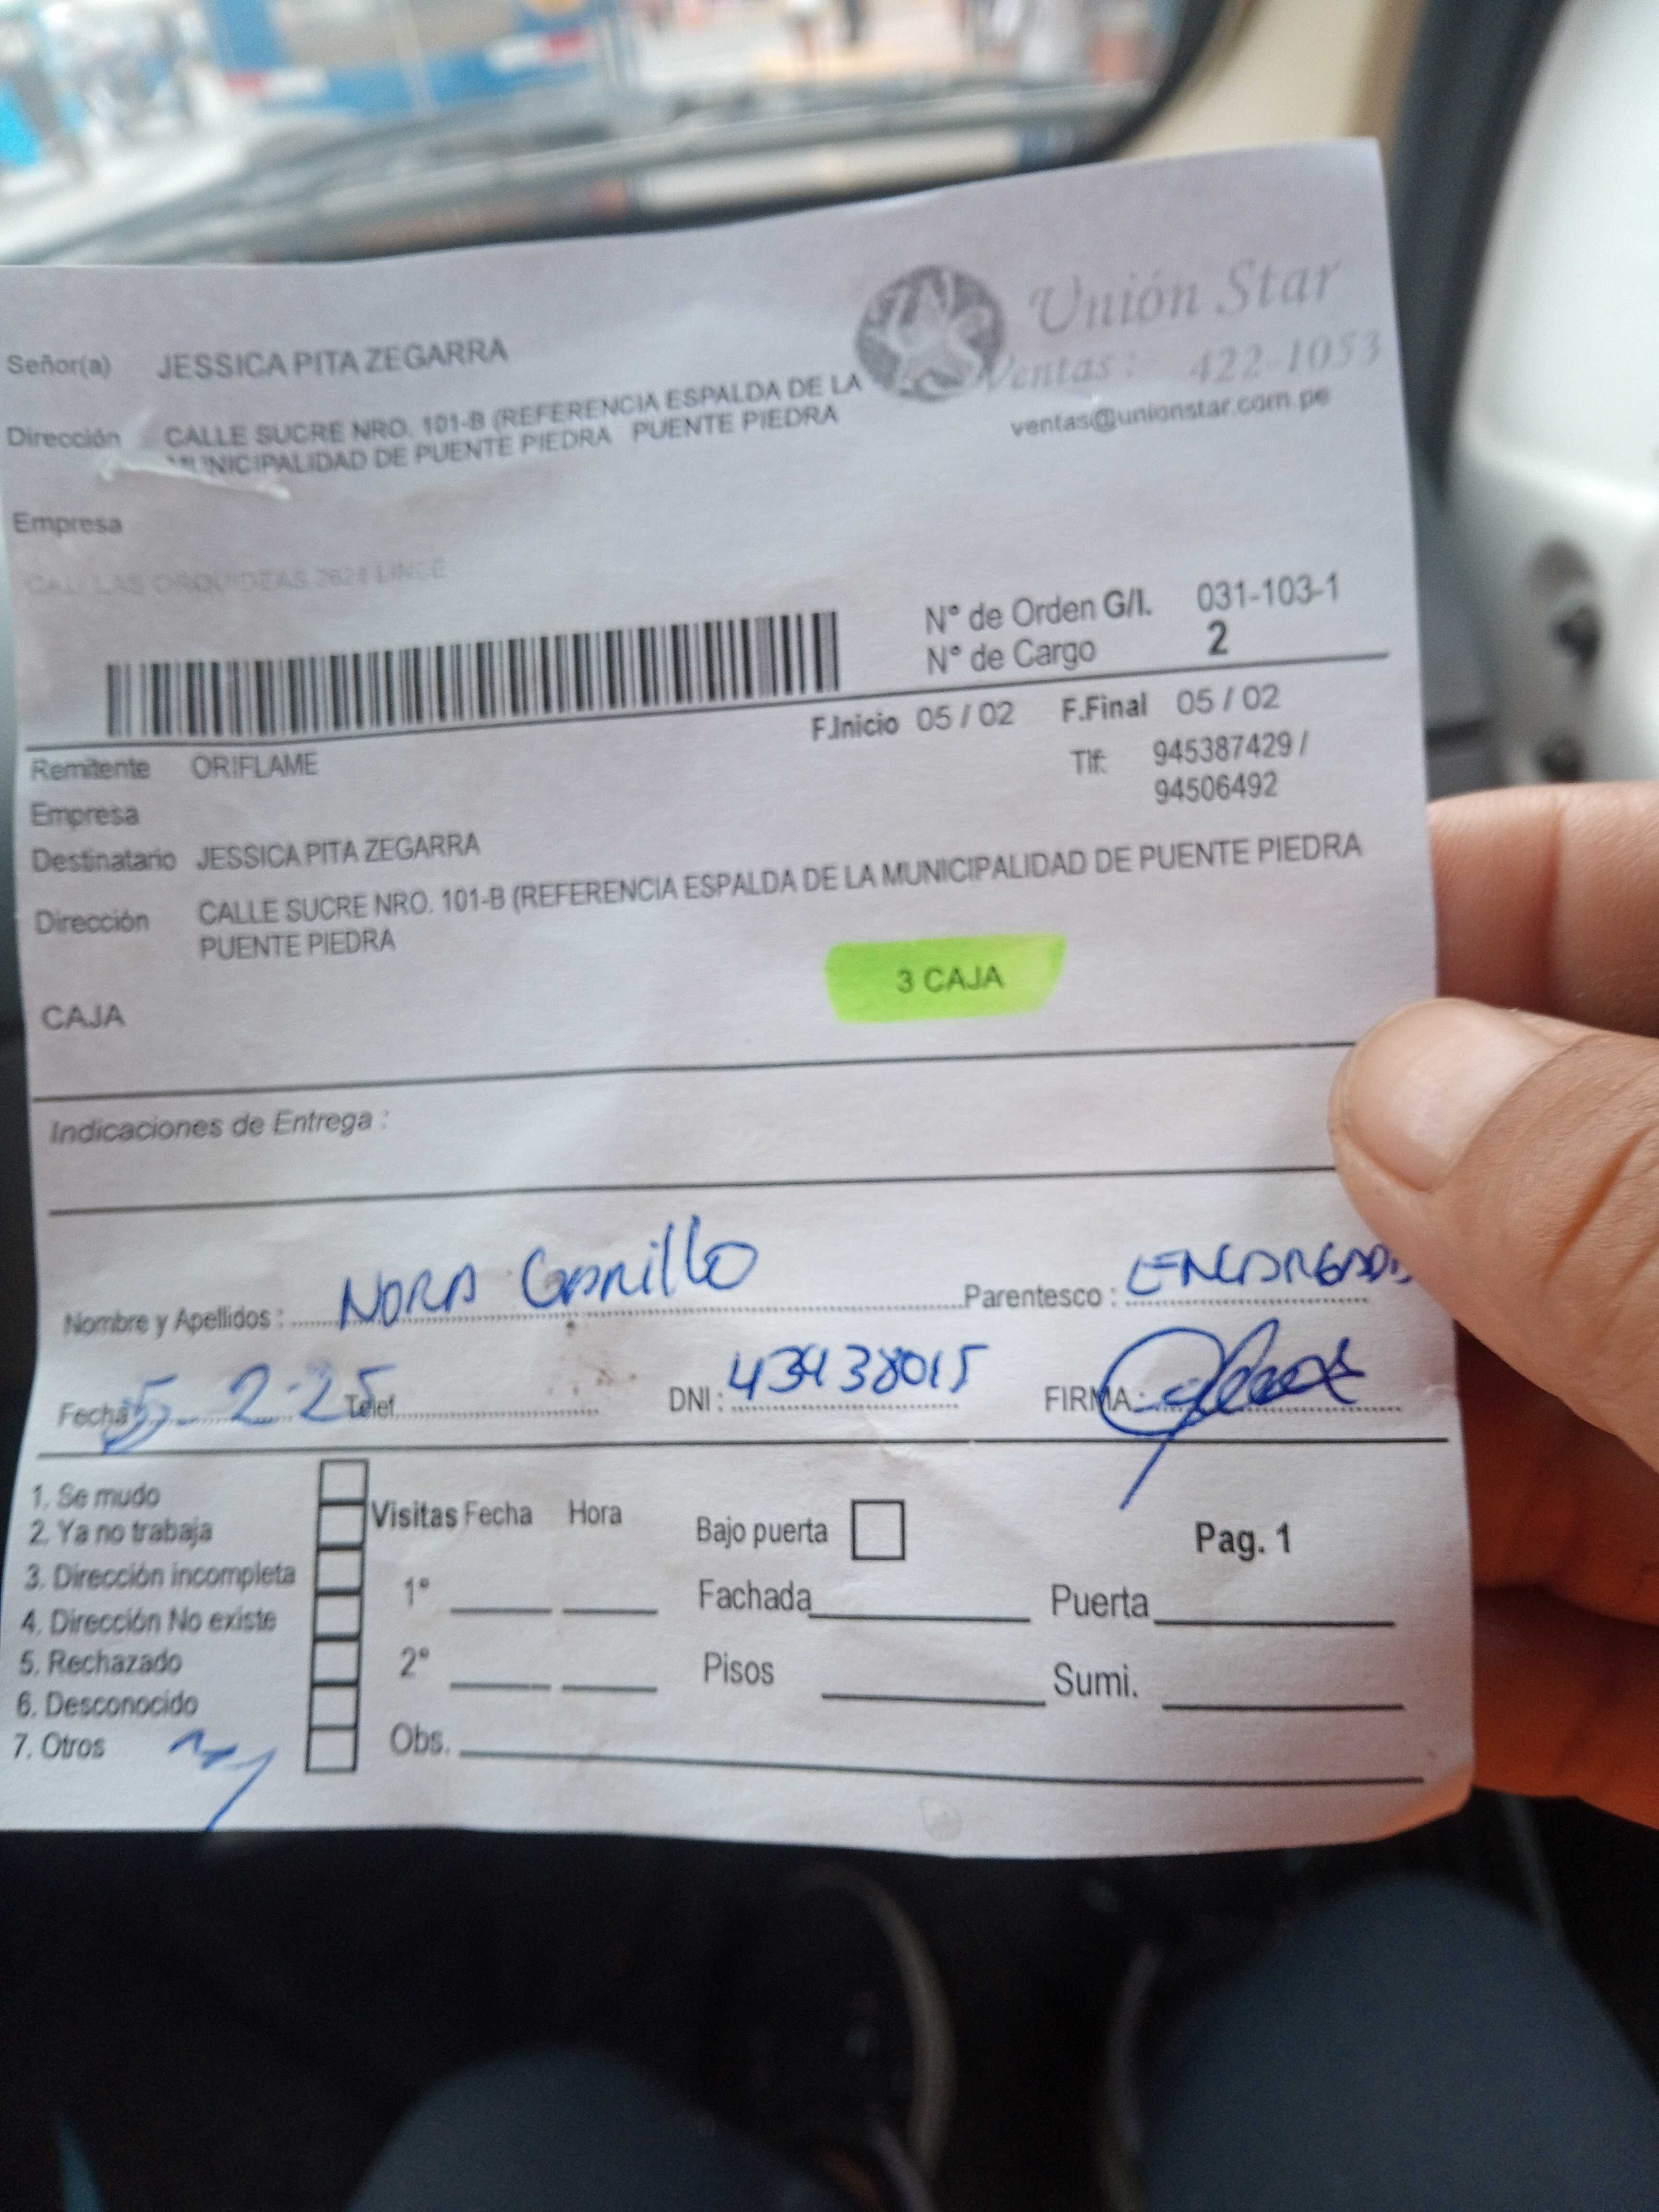 Unión Star
Ventas: 422-1053
ventas@unionstar.com.pe
Señor(a) JESSICA PITA ZEGARRA
Dirección CALLE SUCRE NRO. 101-B (REFERENCIA ESPALDA DE LA
MUNICIPALIDAD DE PUENTE PIEDRA PUENTE PIEDRA
Empresa
CAL. LAS ORQUIDEAS 2624 LINCE
N° de Orden G/I. 031-103-1
N° de Cargo 2
F.Inicio 05 / 02 F.Final 05 / 02
Remitente ORIFLAME
Tlf: 945387429 /
94506492
Empresa
Destinatario JESSICA PITA ZEGARRA
Dirección CALLE SUCRE NRO. 101-B (REFERENCIA ESPALDA DE LA MUNICIPALIDAD DE PUENTE PIEDRA
PUENTE PIEDRA
3 CAJA
CAJA
Indicaciones de Entrega :
Nombre y Apellidos : NORA Parentesco : ENCARGADA
Fecha 5-2-25 Telef. DNI : 43438015 FIRMA:
1. Se mudo
2. Ya no trabaja
3. Dirección incompleta
4. Dirección No existe
5. Rechazado
6. Desconocido
7. Otros
Visitas Fecha Hora
1°
2°
Obs.
Bajo puerta
Fachada
Pisos
Pag. 1
Puerta
Sumi.